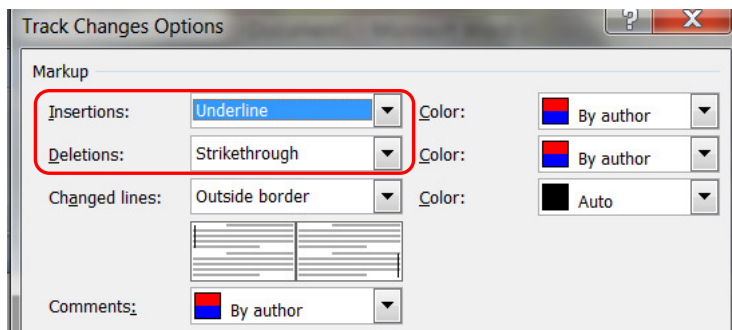 Track Changes Options
Markup
Insertions: Underline Color: By author
Deletions: Strikethrough Color: By author
Changed lines: Outside border Color: Auto
Comments: By author